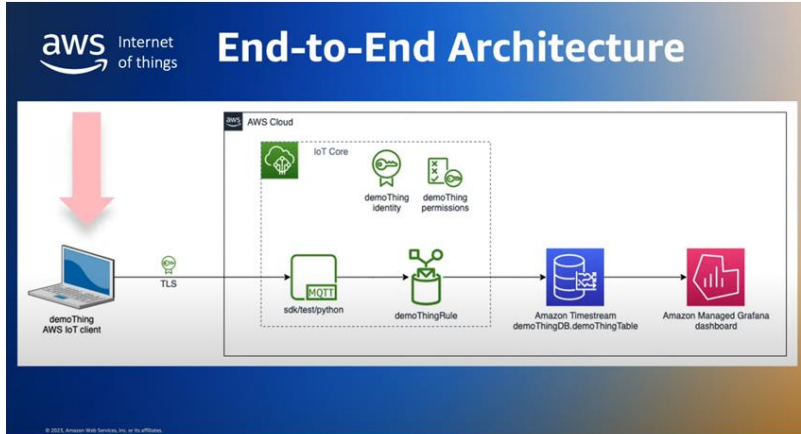 aws Internet
of things
End-to-End Architecture
aws AWS Cloud
IoT Core
demoThing
identity
demoThing
permissions
TLS
MQTT
demoThing
AWS IoT client
sdk/test/python
demoThingRule
Amazon Timestream
demoThingDB.demoThingTable
Amazon Managed Grafana
dashboard
© 2023, Amazon Web Services, Inc. or its affiliates.